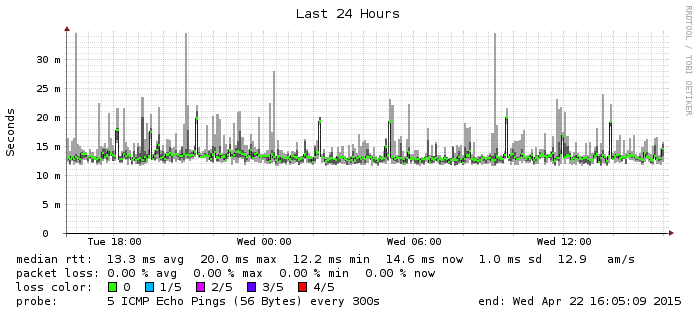 Last 24 Hours
RRDTOOL / TOBI OETIKER
Seconds
30 m
25 m
20 m
15 m
10 m
5 m
0
Tue 18:00 Wed 00:00 Wed 06:00 Wed 12:00
median rtt: 13.3 ms avg 20.0 ms max 12.2 ms min 14.6 ms now 1.0 ms sd 12.9 am/s
packet loss: 0.00 % avg 0.00 % max 0.00 % min 0.00 % now
loss color: 0 1/5 2/5 3/5 4/5
probe: 5 ICMP Echo Pings (56 Bytes) every 300s end: Wed Apr 22 16:05:09 2015